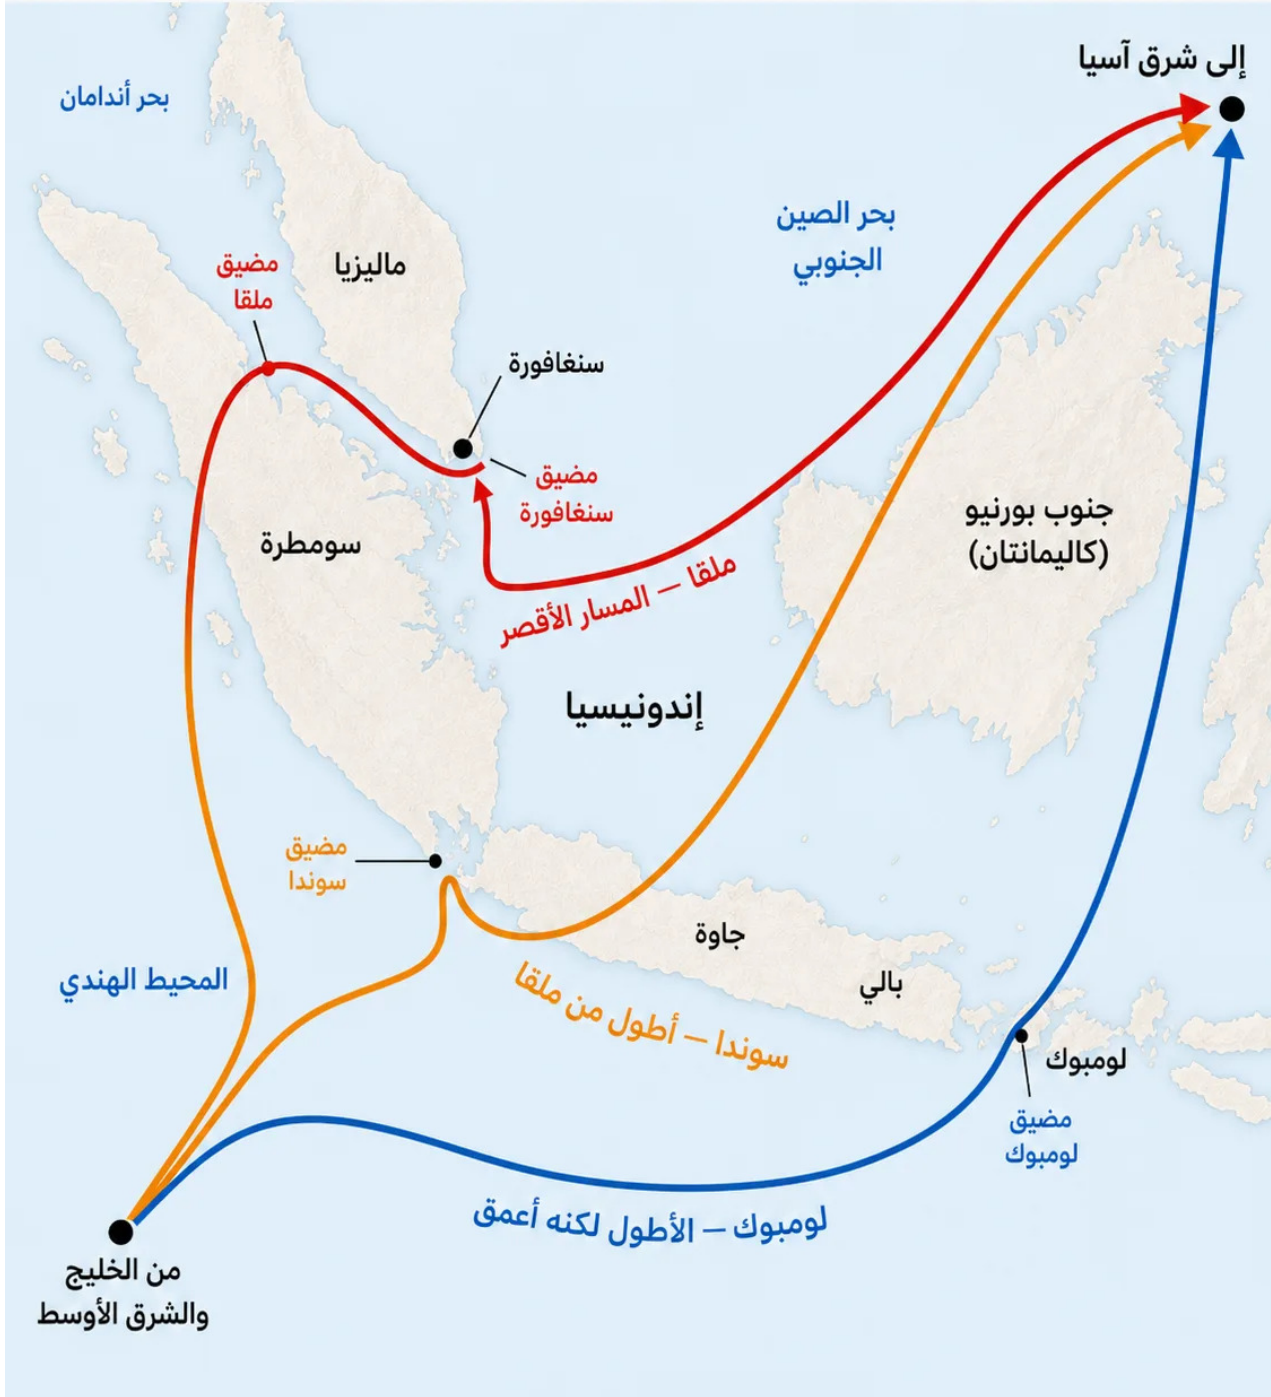 إلى شرق آسيا
بحر أندامان
بحر الصين
الجنوبي
ماليزيا
مضيق
ملقا
سنغافورة
مضيق
سنغافورة
جنوب بورنيو
(كاليمانتان)
سومطرة
ملقا – المسار الأقصر
إندونيسيا
مضيق
سوندا
جاوة
المحيط الهندي
بالي
سوندا – أطول من ملقا
لومبوك
مضيق
لومبوك
لومبوك – الأطول لكنه أعمق
من الخليج
والشرق الأوسط